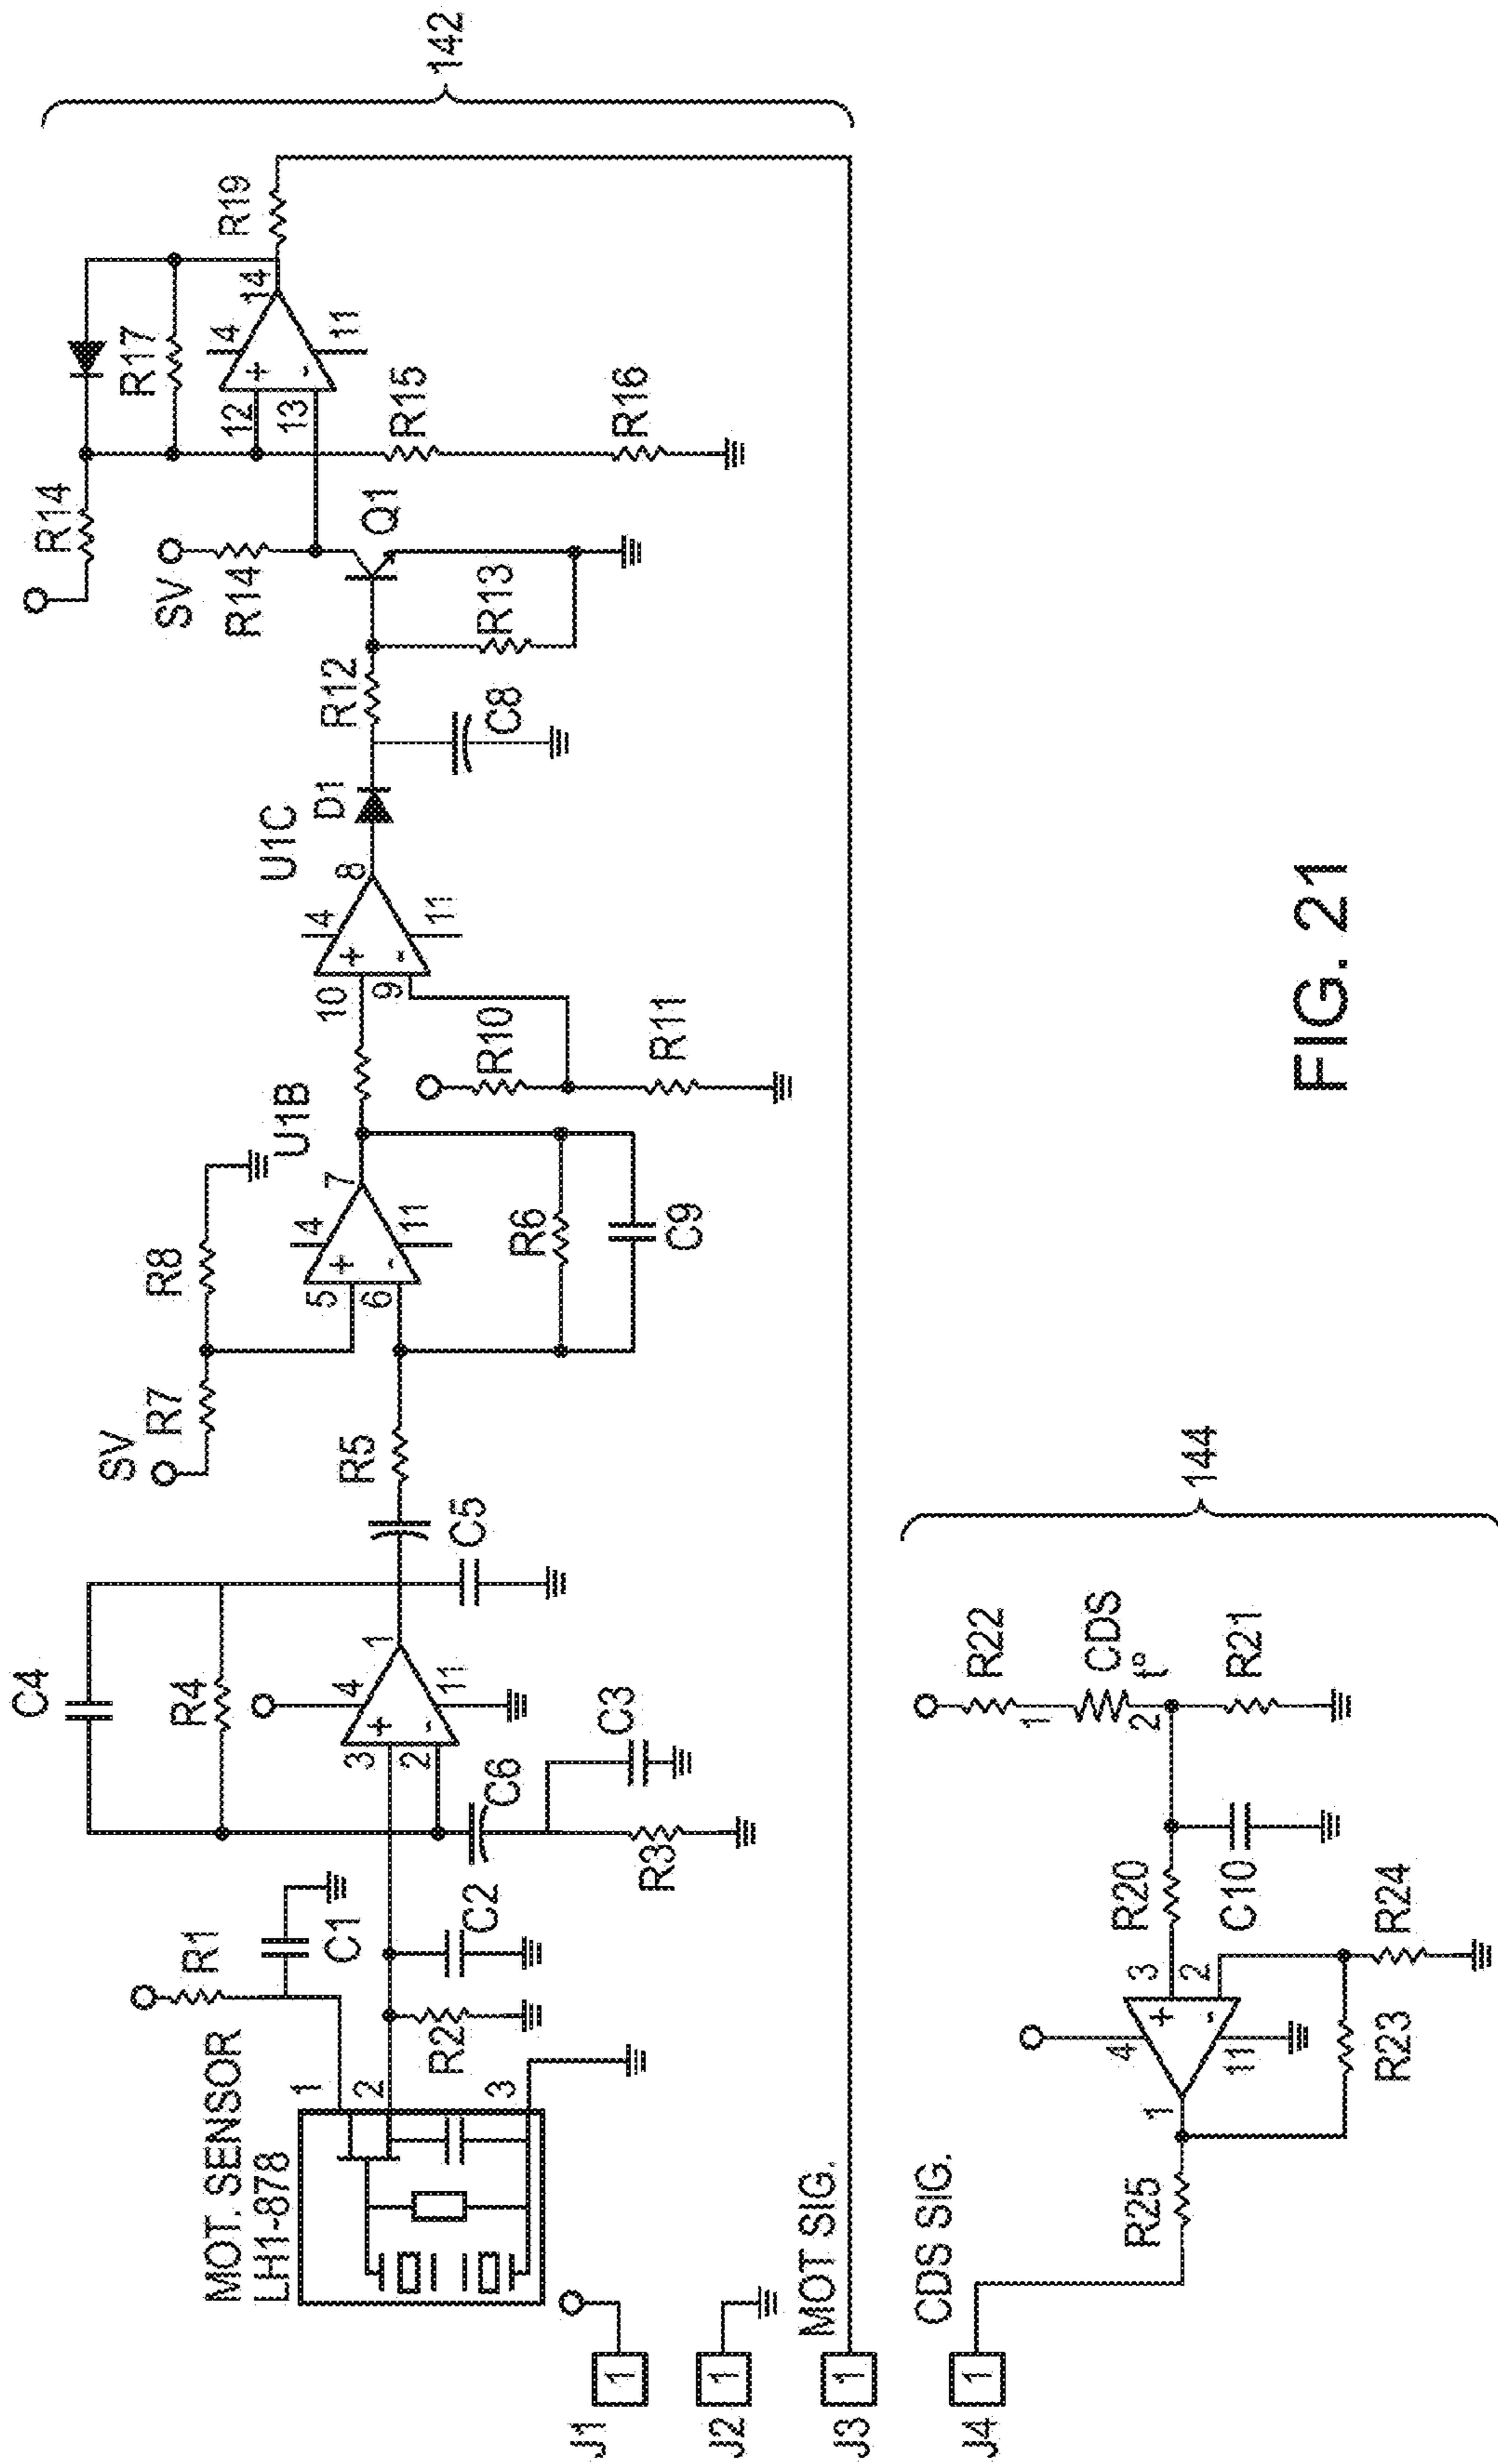 MOT. SENSOR
LH1-878
1
2
3
R1
C1
R2
C2
C4
R4
3
2
+
-
4
11
1
C6
C3
R3
C5
R5
SV
R7
R8
5
6
+
-
4
11
7
U1B
R6
C9
R10
R11
10
9
+
-
4
11
8
U1C
D1
C8
R12
R13
Q1
SV
R14
R14
R17
12
13
+
-
4
11
14
R15
R16
R19
142
J1
1
J2
1
J3
1
MOT SIG.
J4
1
CDS SIG.
R25
1
4
11
+
-
3
2
R23
R24
R20
C10
R22
1
CDS
2
t°
R21
144
FIG. 21